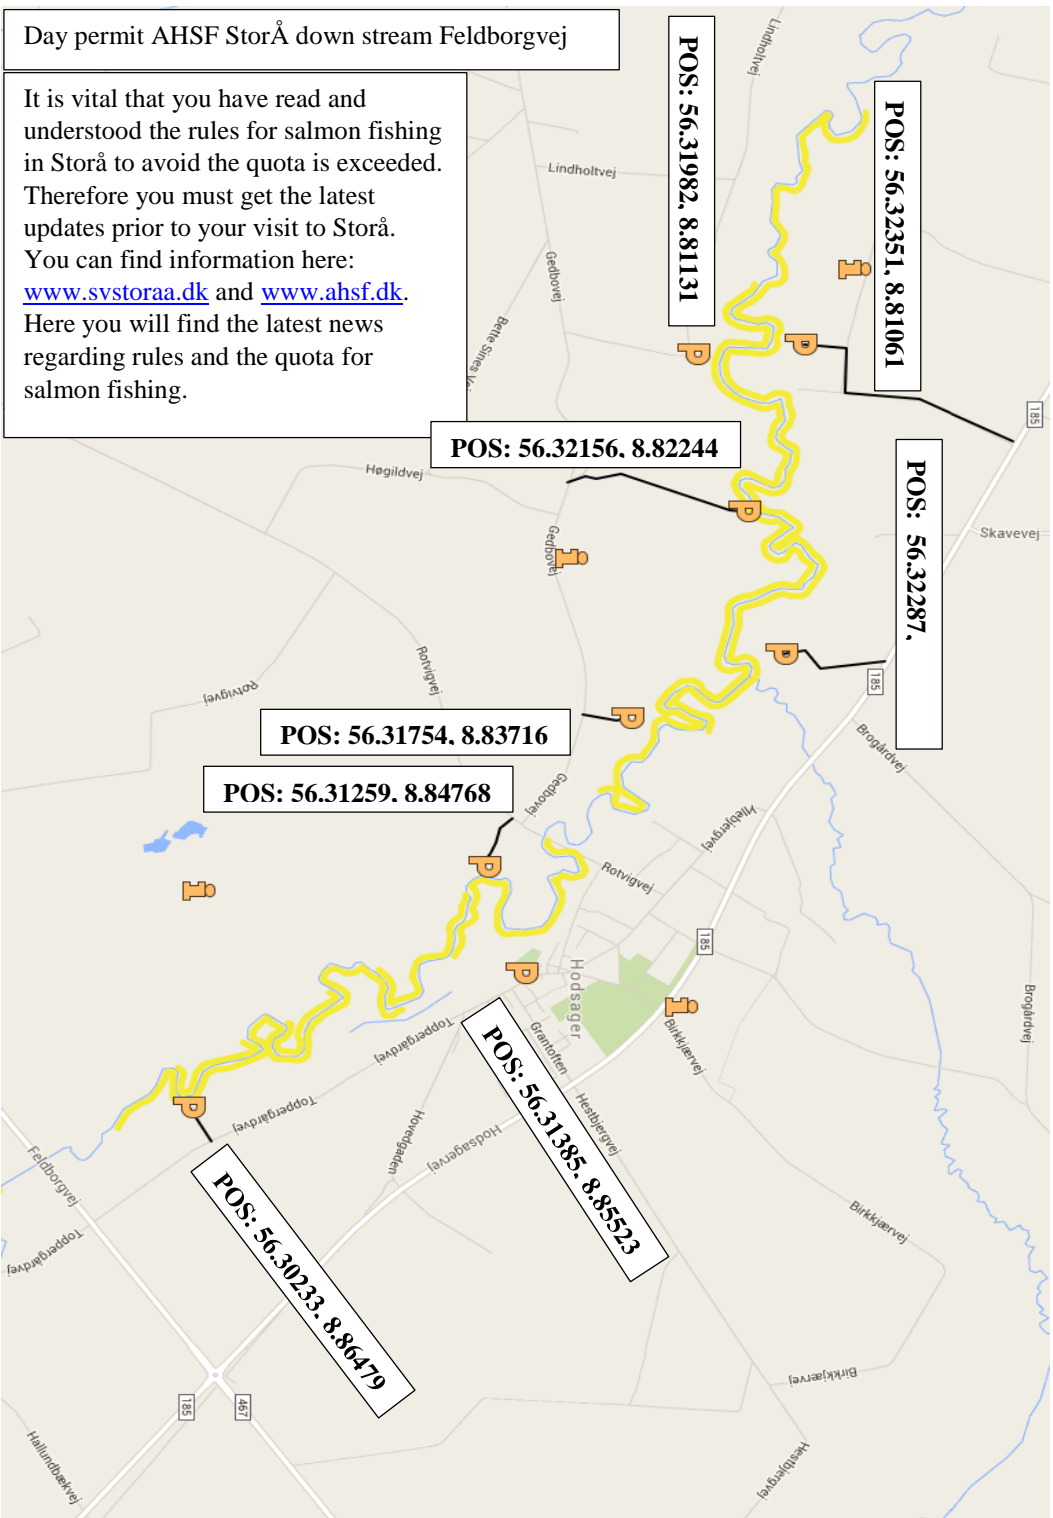 Day permit AHSF StorÅ down stream Feldborgvej
It is vital that you have read and
understood the rules for salmon fishing
in Storå to avoid the quota is exceeded.
Therefore you must get the latest
updates prior to your visit to Storå.
You can find information here:
www.svstoraa.dk and www.ahsf.dk.
Here you will find the latest news
regarding rules and the quota for
salmon fishing.
Lindholtvej
POS: 56.31982, 8.81131
POS: 56.32351, 8.81061
Lindholtvej
Gedbovej
Bette Sines Vej
P
P
185
POS: 56.32156, 8.82244
Høgildvej
P
Skavevej
Gedbovej
POS: 56.32287,
Rotvigvej
Rotvigvej
P
185
P
POS: 56.31754, 8.83716
Brogårdvej
Gedbovej
POS: 56.31259, 8.84768
Hjelbjergvej
P
Rotvigvej
185
Hodsager
P
Brogårdvej
Birkkjærvej
Grantoften
Toppergårdvej
POS: 56.31385, 8.85523
Hestbjergvej
P
Toppergårdvej
Hovedgaden
Hodsagervej
Feldborgvej
POS: 56.30233, 8.86479
Toppergårdvej
Birkkjærvej
Birkkjærvej
185
467
Hallundbækvej
Hestbjergvej